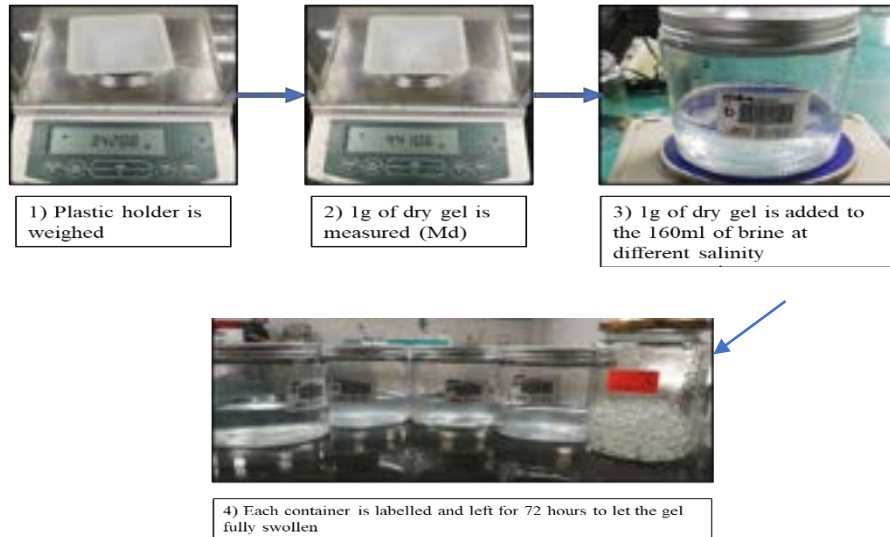 1) Plastic holder is
weighed
2) 1g of dry gel is
measured (Md)
3) 1g of dry gel is added to
the 160ml of brine at
different salinity
4) Each container is labelled and left for 72 hours to let the gel
fully swollen